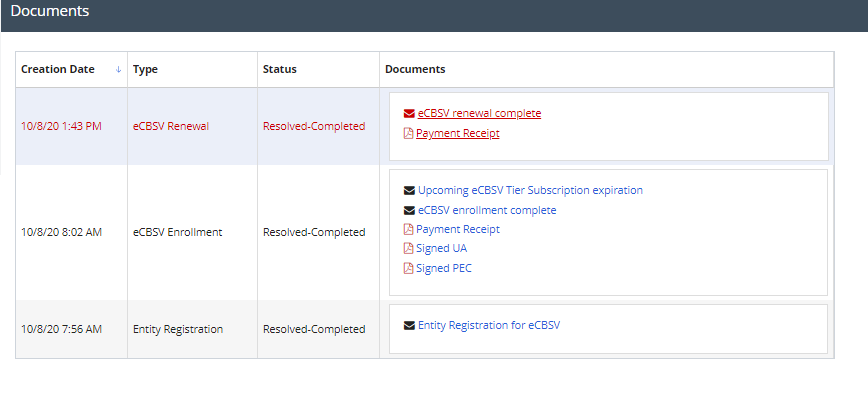 Documents
Creation Date Type Status Documents
10/8/20 1:43 PM eCBSV Renewal Resolved-Completed
eCBSV renewal complete
Payment Receipt
10/8/20 8:02 AM eCBSV Enrollment Resolved-Completed
Upcoming eCBSV Tier Subscription expiration
eCBSV enrollment complete
Payment Receipt
Signed UA
Signed PEC
10/8/20 7:56 AM Entity Registration Resolved-Completed
Entity Registration for eCBSV